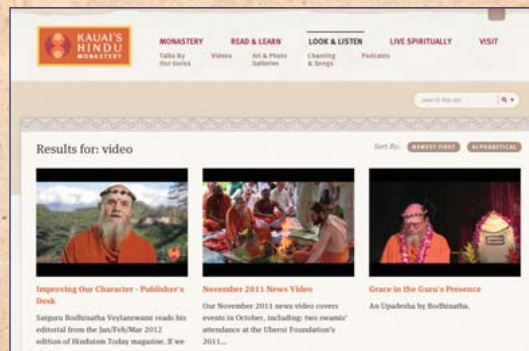 KAUAI'S
HINDU
MONASTERY
MONASTERY READ & LEARN LOOK & LISTEN LIVE SPIRITUALLY VISIT
Talks By Our Gurus
Videos
Art & Photo Galleries
Chanting & Songs
Podcasts
search this site
Results for: video
Sort By: NEWEST FIRST ALPHABETICAL
Improving Our Character - Publisher's
Desk
Satguru Bodhinatha Veylanswami reads his
editorial from the Jan/Feb/Mar 2012
edition of Hinduism Today magazine. If we
November 2011 News Video
Our November 2011 news video covers
events in October, including: two swamis'
attendance at the Uberoi Foundation's
2011...
Grace in the Guru's Presence
An Upadesha by Bodhinatha.